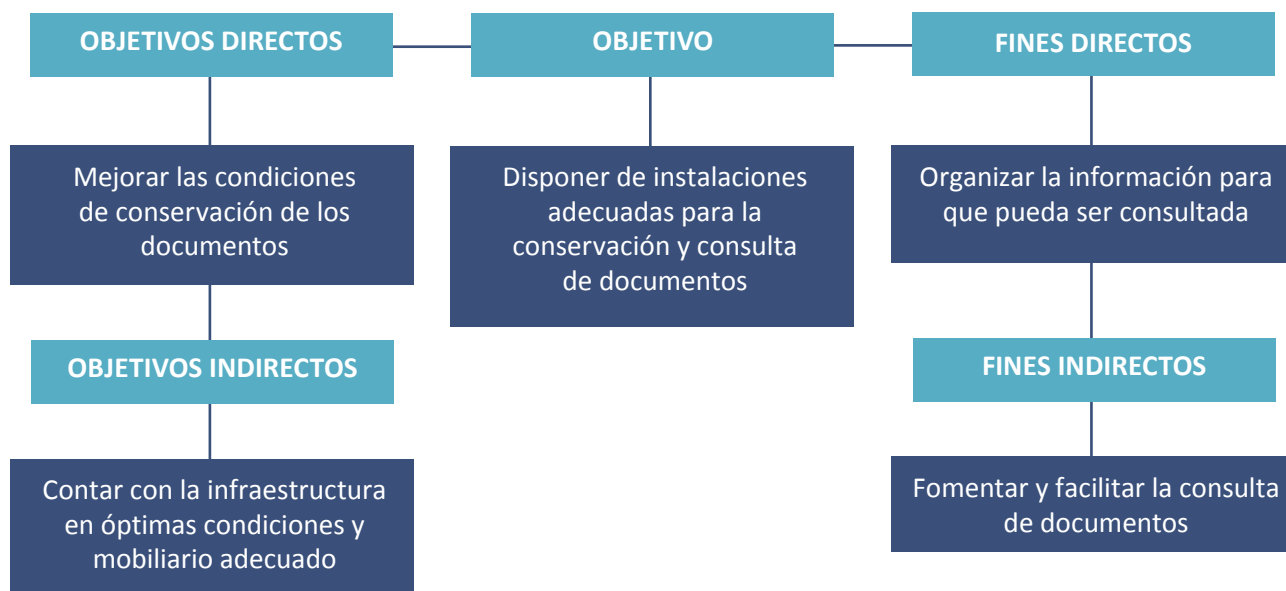 OBJETIVOS DIRECTOS
Mejorar las condiciones
de conservación de los
documentos
OBJETIVOS INDIRECTOS
Contar con la infraestructura
en óptimas condiciones y
mobiliario adecuado
OBJETIVO
Disponer de instalaciones
adecuadas para la
conservación y consulta
de documentos
FINES DIRECTOS
Organizar la información para
que pueda ser consultada
FINES INDIRECTOS
Fomentar y facilitar la consulta
de documentos